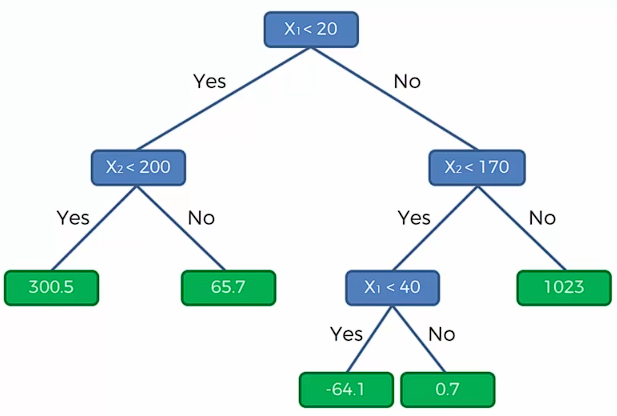 X1 < 20
Yes
No
X2 < 200
X2 < 170
Yes
No
Yes
No
300.5
65.7
X1 < 40
1023
Yes
No
-64.1
0.7